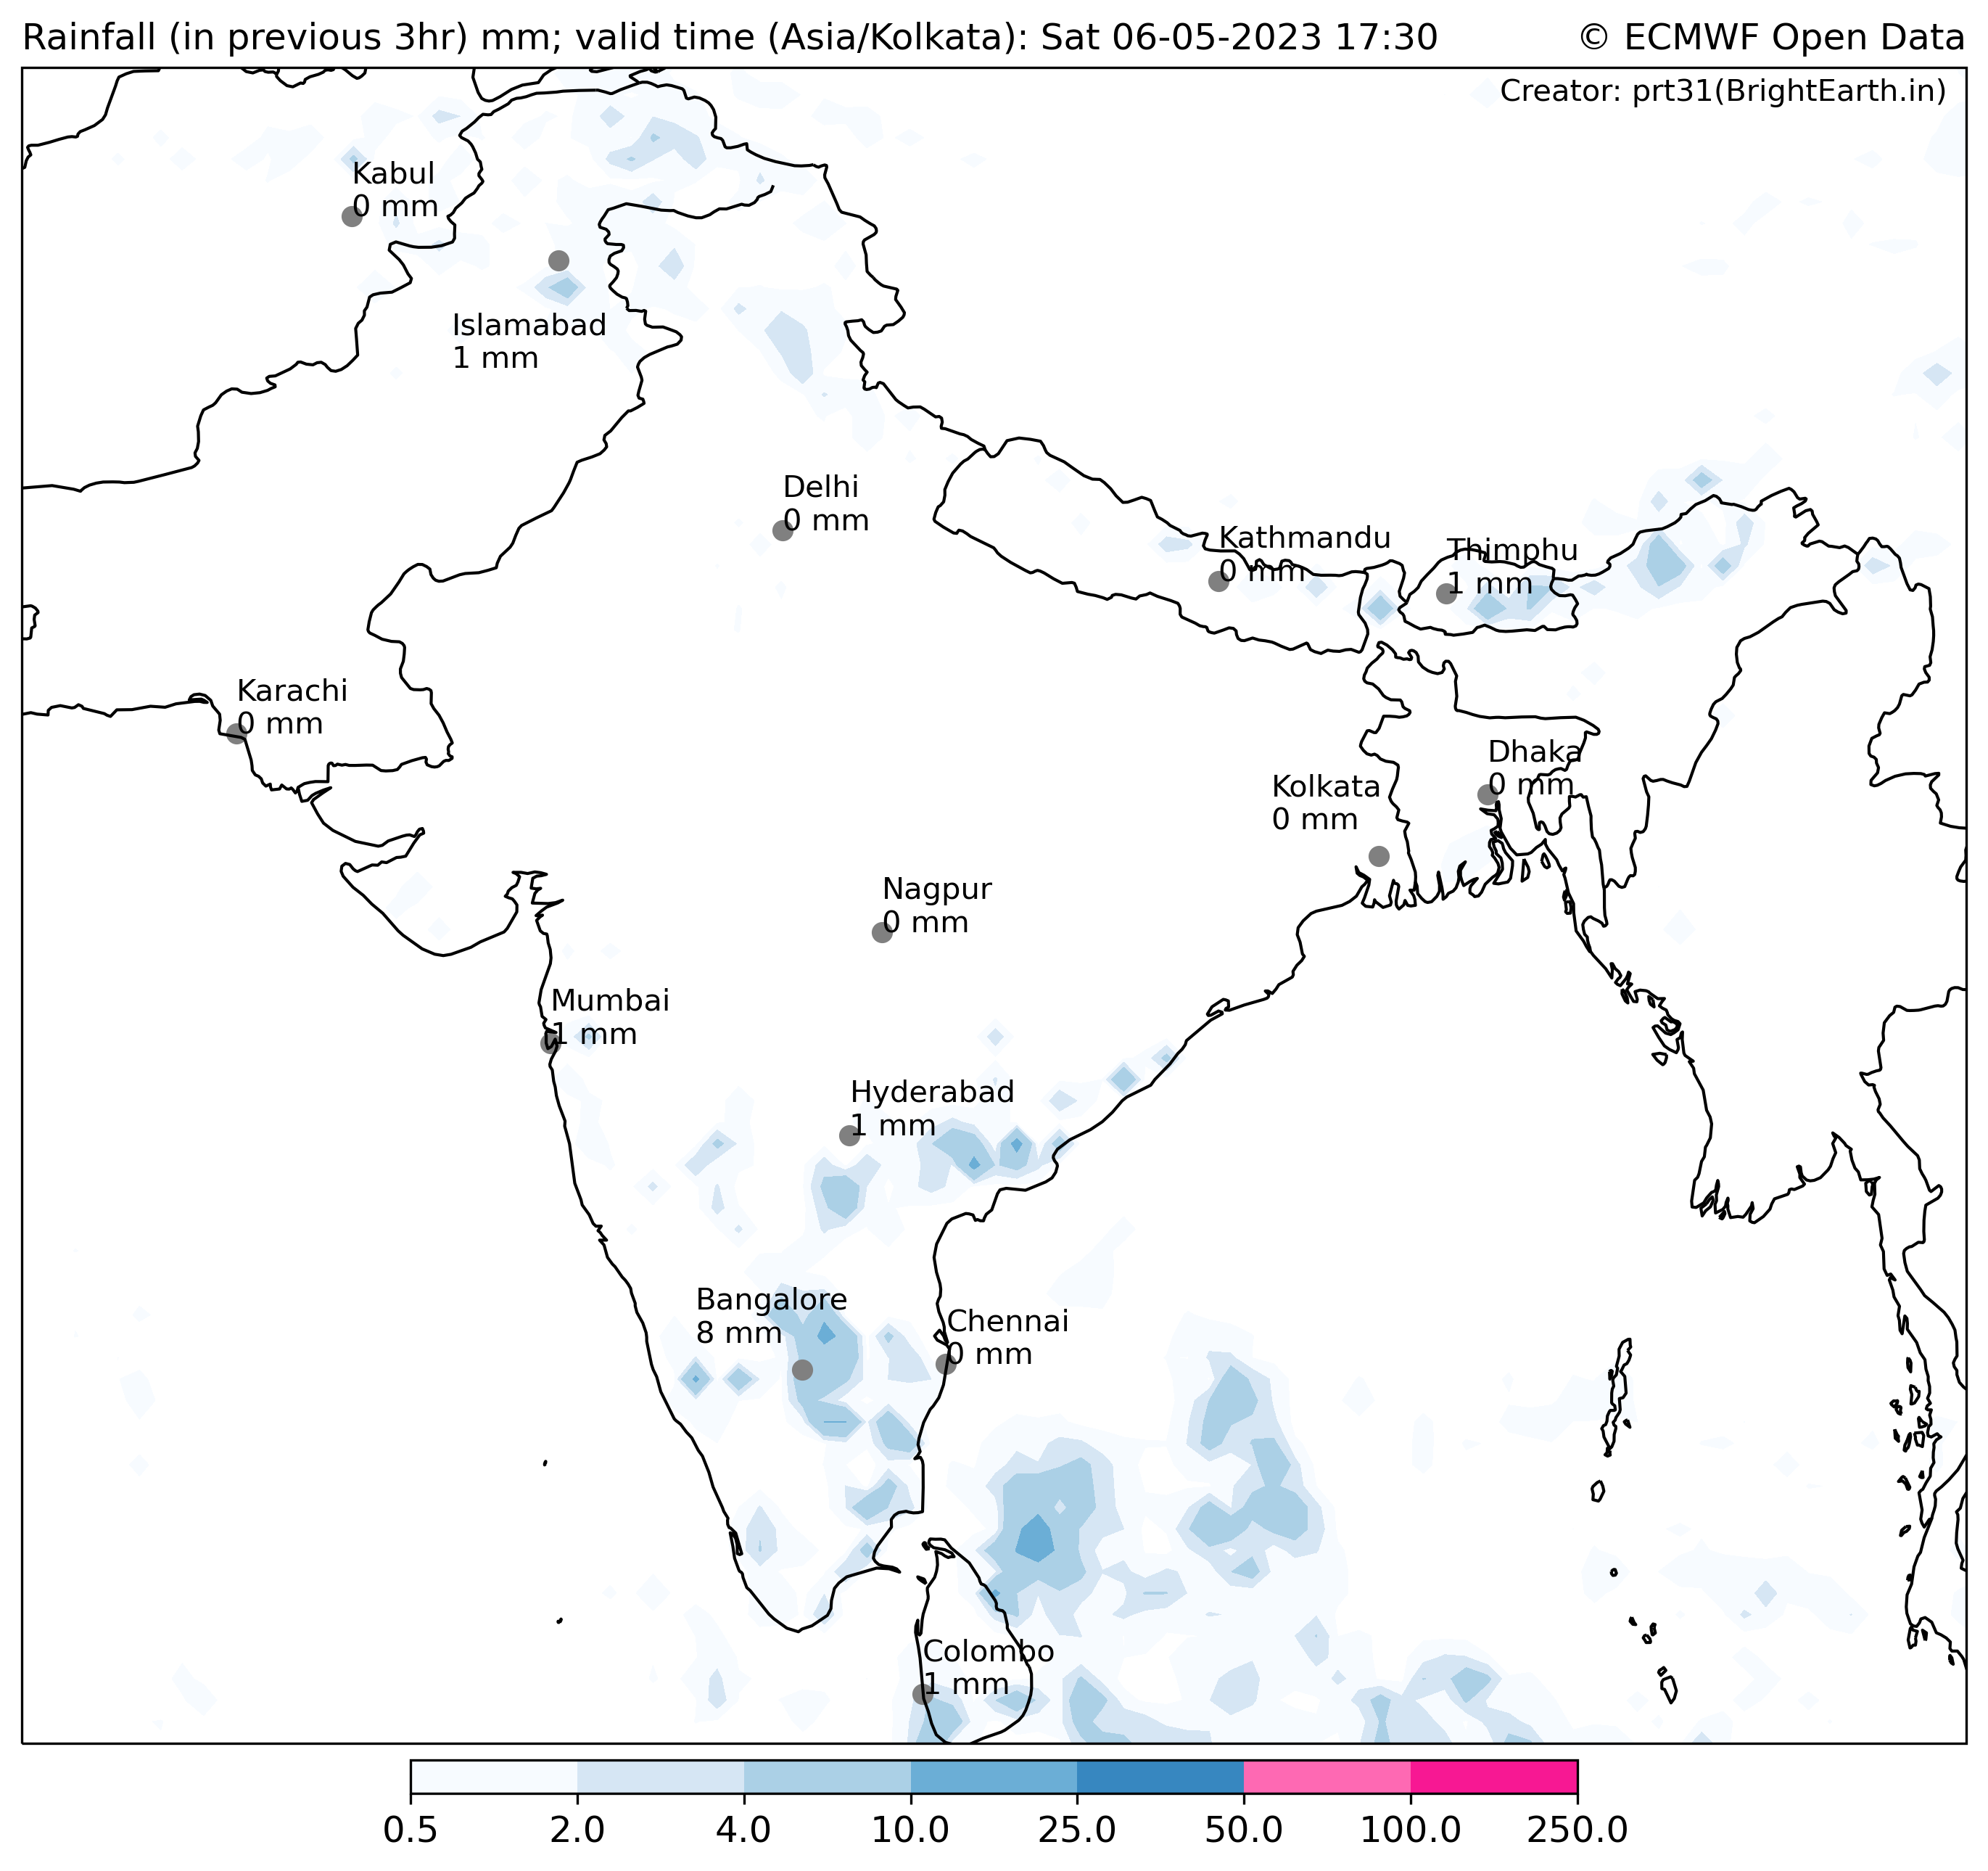 Rainfall (in previous 3hr) mm; valid time (Asia/Kolkata): Sat 06-05-2023 17:30
© ECMWF Open Data
Creator: prt31(BrightEarth.in)
Kabul
0 mm
Islamabad
1 mm
Delhi
0 mm
Kathmandu
0 mm
Thimphu
1 mm
Karachi
0 mm
Dhaka
0 mm
Kolkata
0 mm
Nagpur
0 mm
Mumbai
1 mm
Hyderabad
1 mm
Bangalore
8 mm
Chennai
0 mm
Colombo
1 mm
0.5 2.0 4.0 10.0 25.0 50.0 100.0 250.0